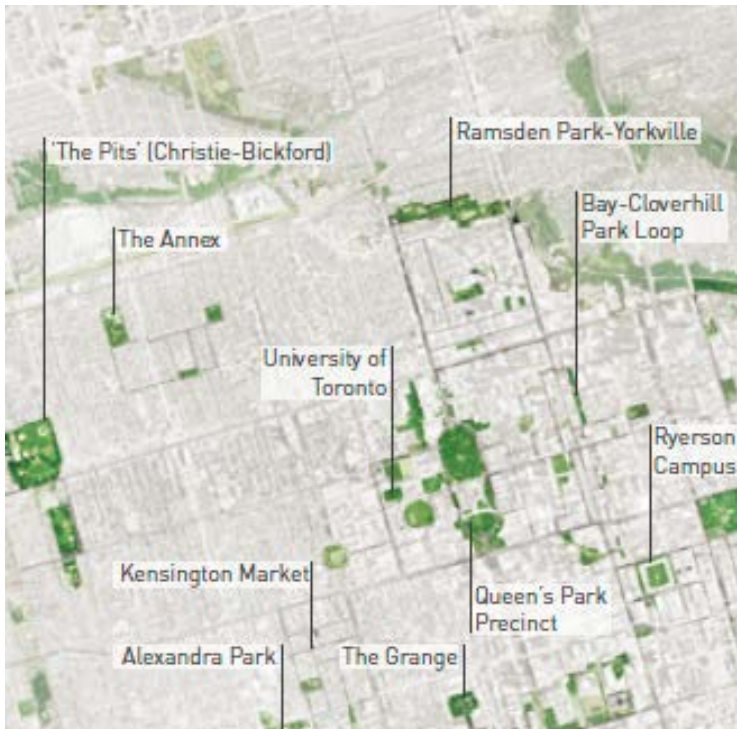 Ramsden Park-Yorkville
'The Pits' (Christie-Bickford)
Bay-Cloverhill
Park Loop
The Annex
University of
Toronto
Ryerson
Campus
Kensington Market
Queen's Park
Precinct
Alexandra Park
The Grange